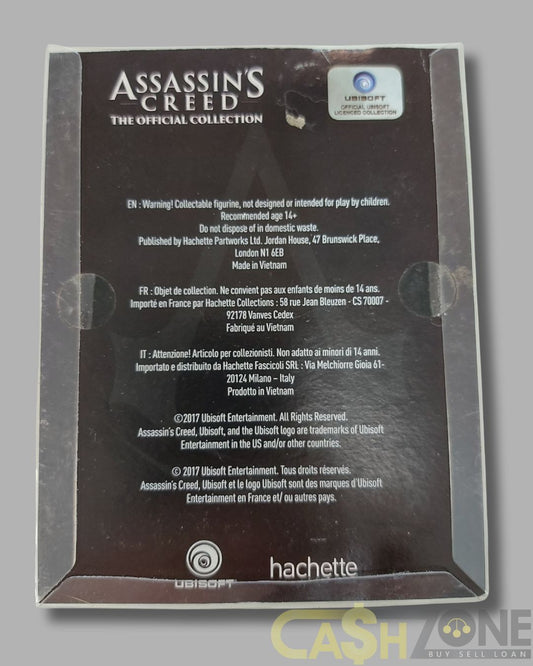 ASSASSIN'S
CREED
THE OFFICIAL COLLECTION
UBISOFT
OFFICIAL UBISOFT
LICENCED COLLECTION
EN : Warning! Collectable figurine, not designed or intended for play by children.
Recommended age 14+
Do not dispose of in domestic waste.
Published by Hachette Partworks Ltd. Jordan House, 47 Brunswick Place,
London N1 6EB
Made in Vietnam
FR : Objet de collection. Ne convient pas aux enfants de moins de 14 ans.
Importé en France par Hachette Collections : 58 rue Jean Bleuzen - CS 70007 -
92178 Vanves Cedex
Fabriqué au Vietnam
IT : Attenzione! Articolo per collezionisti. Non adatto ai minori di 14 anni.
Importato e distribuito da Hachette Fascicoli SRL : Via Melchiorre Gioia 61-
20124 Milano – Italy
Prodotto in Vietnam
©2017 Ubisoft Entertainment. All Rights Reserved.
Assassin's Creed, Ubisoft, and the Ubisoft logo are trademarks of Ubisoft
Entertainment in the US and/or other countries.
© 2017 Ubisoft Entertainment. Tous droits réservés.
Assassin's Creed, Ubisoft et le logo Ubisoft sont des marques d'Ubisoft
Entertainment en France et/ ou autres pays.
UBISOFT
hachette
CA$HZONE
BUY SELL LOAN